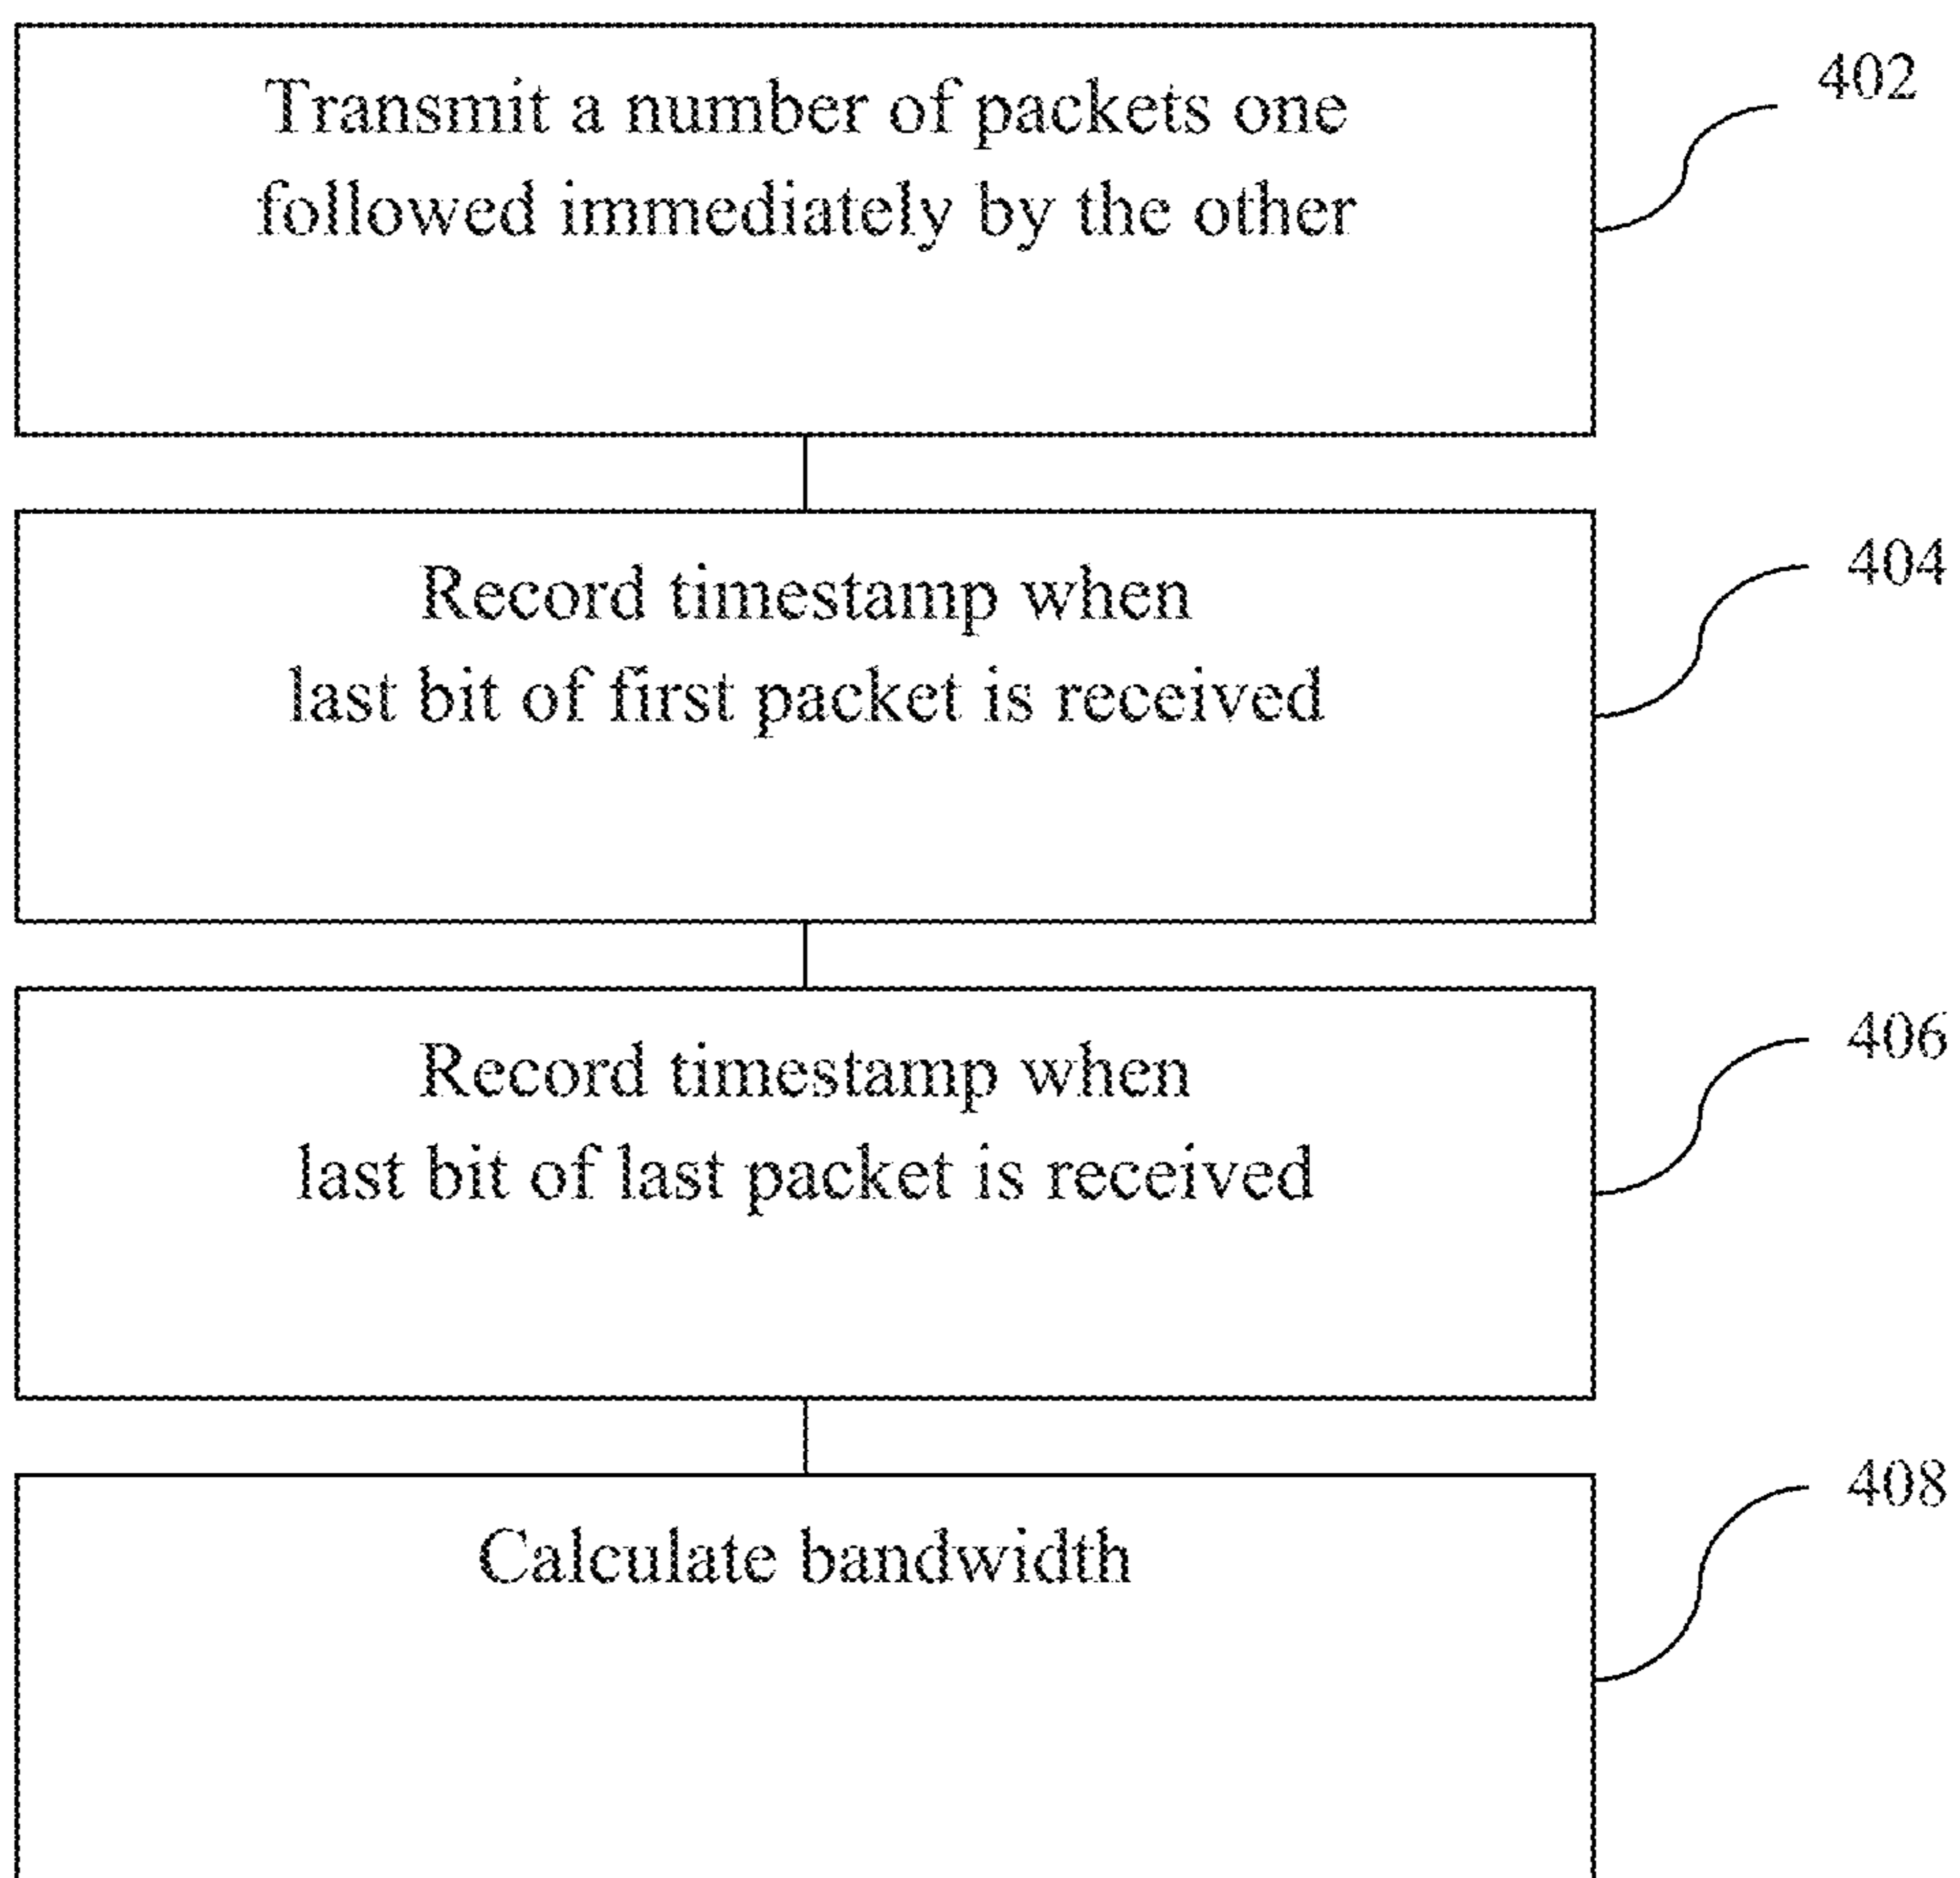 Transmit a number of packets one
followed immediately by the other
402
Record timestamp when
last bit of first packet is received
404
Record timestamp when
last bit of last packet is received
406
Calculate bandwidth
408